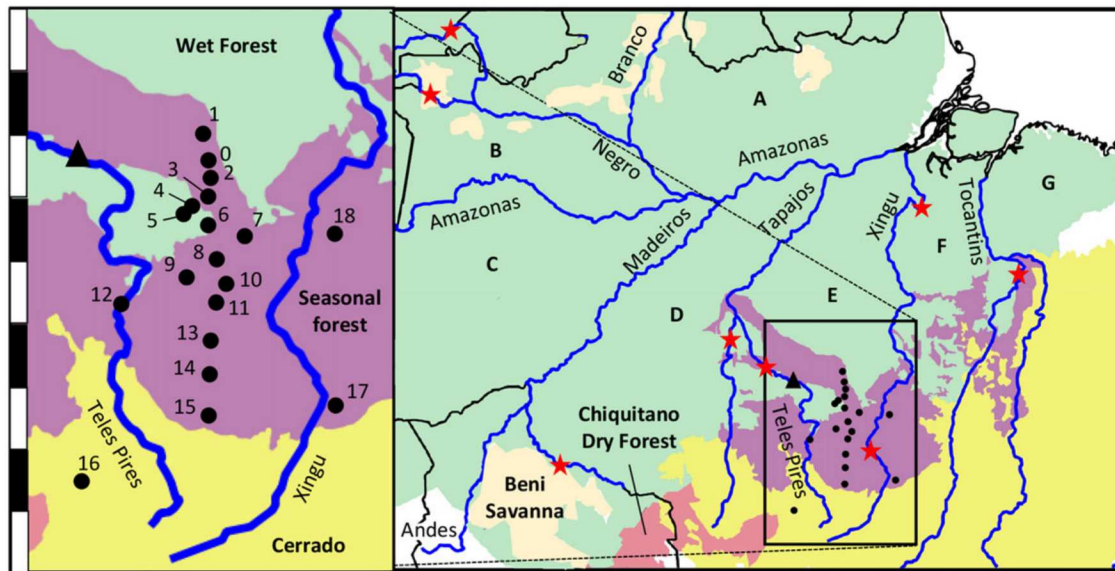 Wet Forest
1
0
3
2
4
5
6
7
18
8
9
10
12
11
Seasonal
forest
13
14
15
17
Teles Pires
16
Xingu
Cerrado
Branco
A
B
Negro
Amazonas
G
Amazonas
Tapajos
Xingu
Tocantins
Madeiros
C
F
E
D
Chiquitano
Dry Forest
Teles Pires
Beni
Savanna
Andes